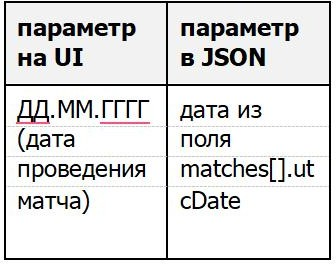 параметр на UI
параметр в JSON
ДД.ММ.ГГГГ
(дата
проведения
матча)
дата из
поля
matches[].ut
cDate